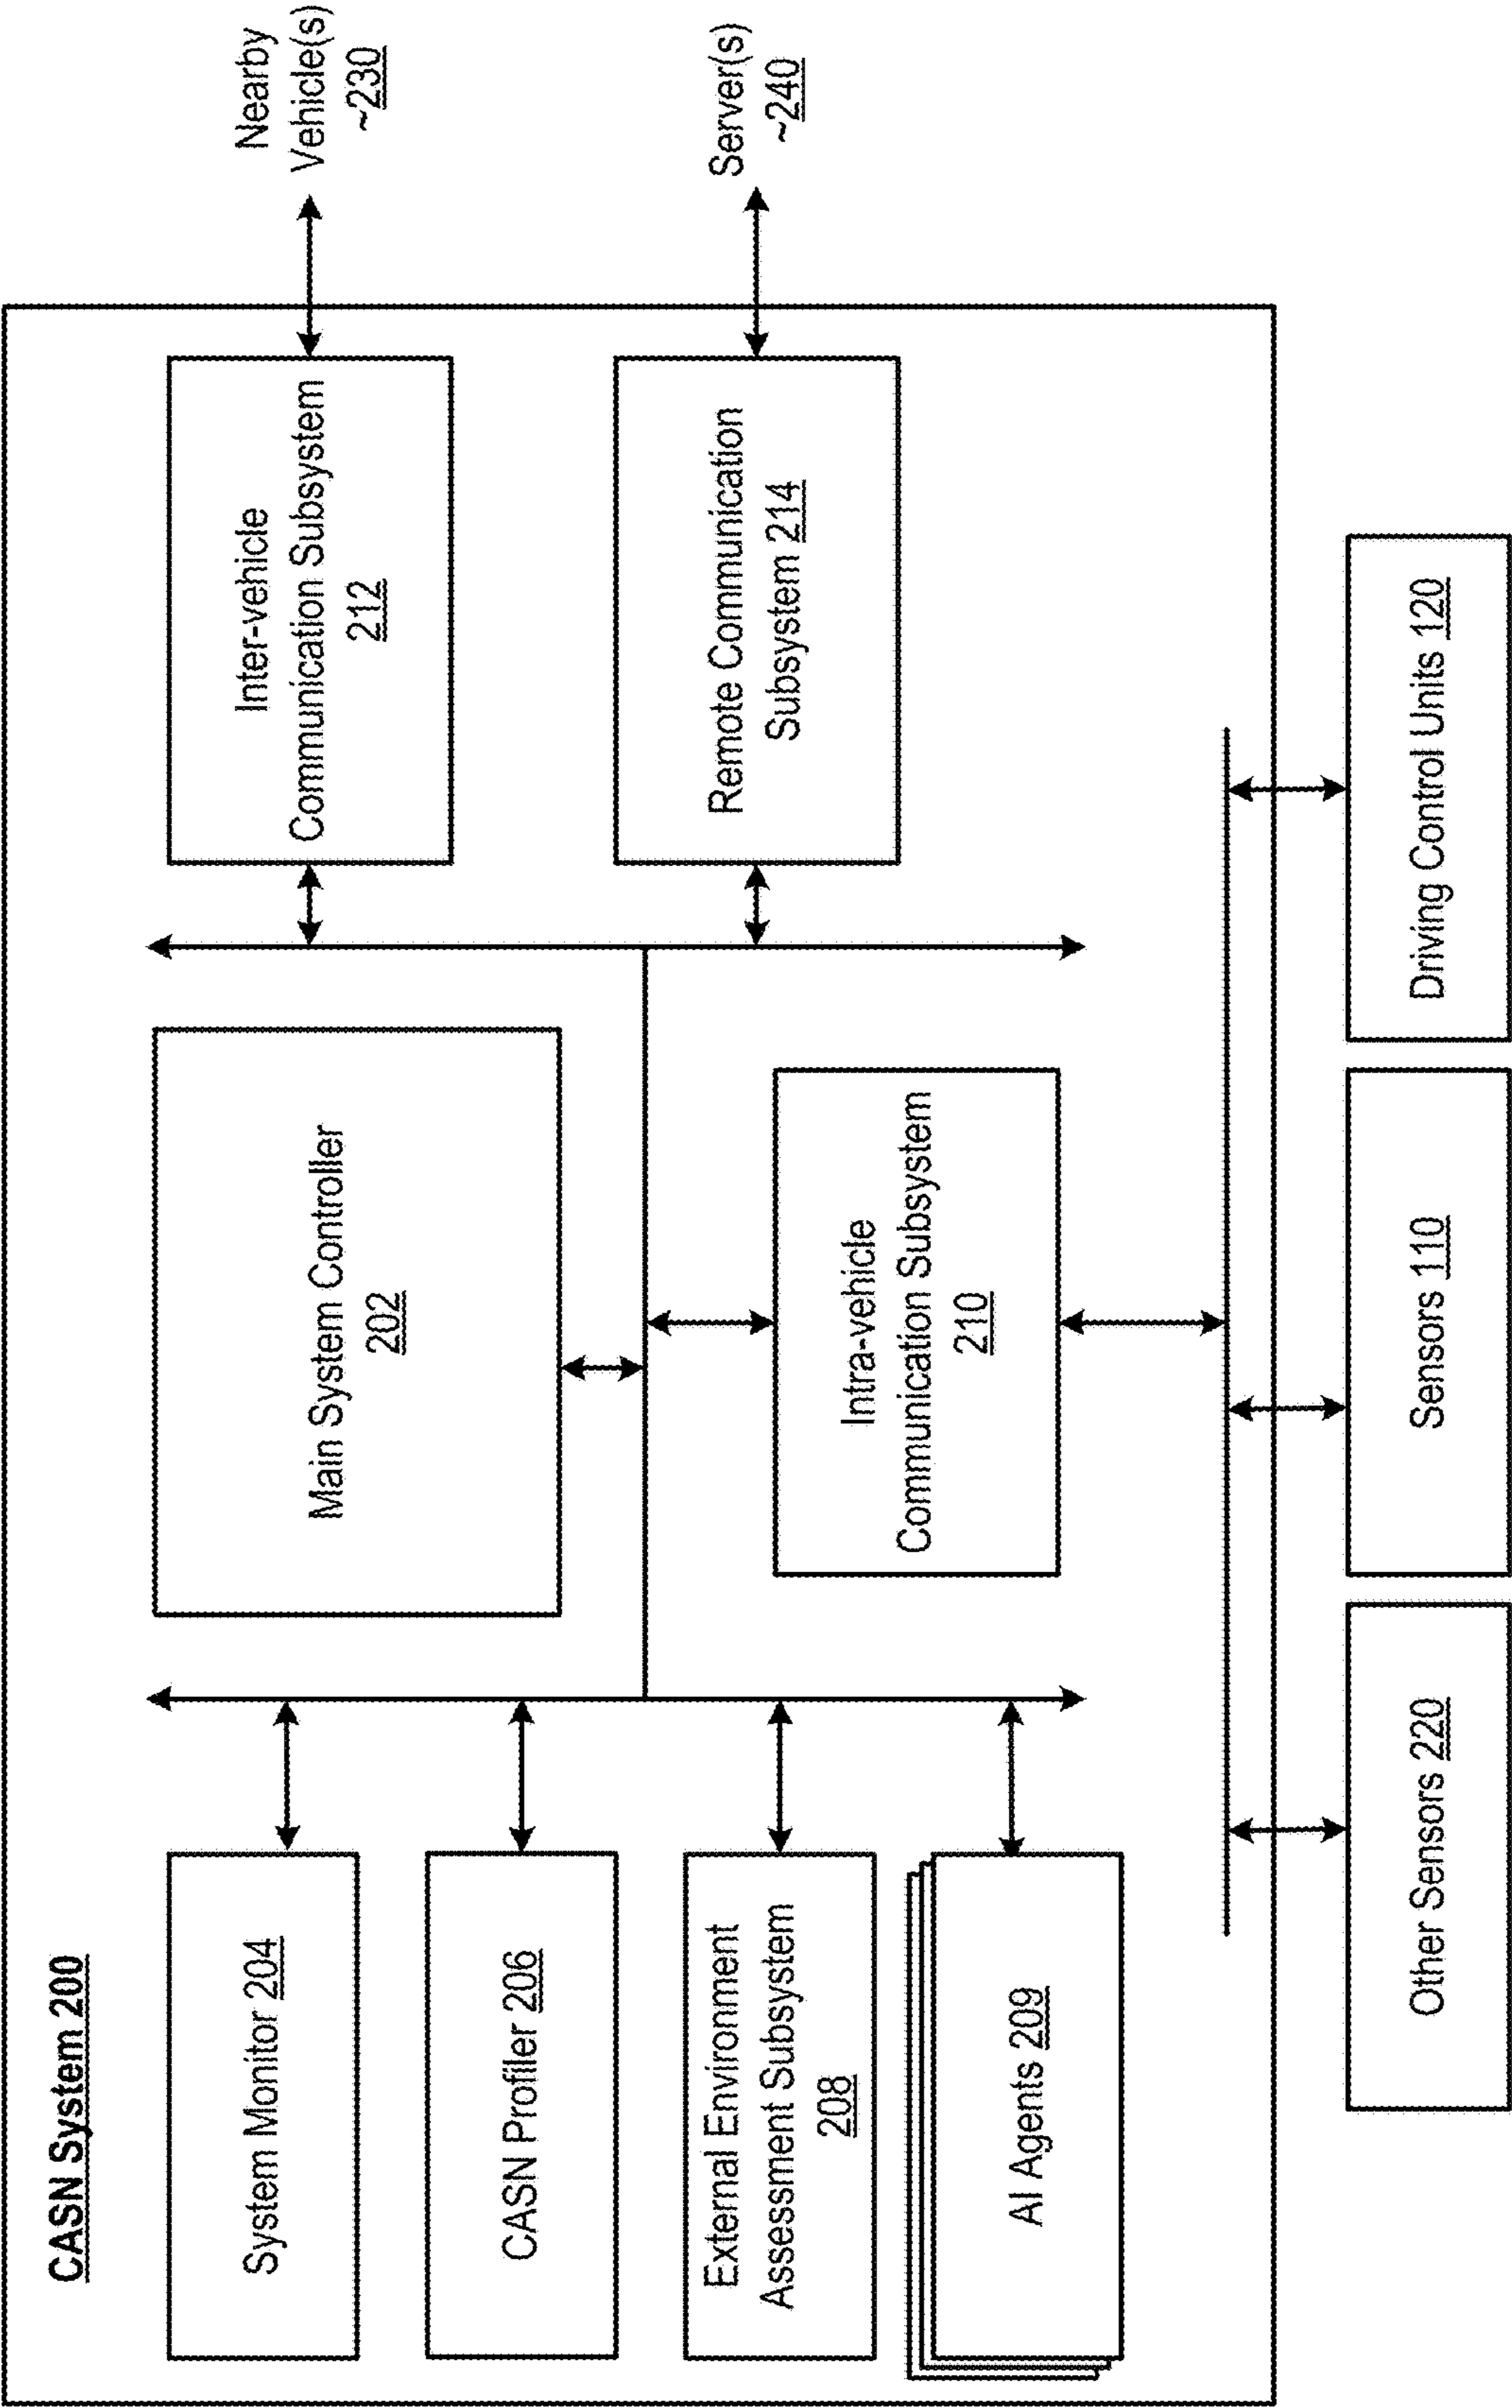 CASN System 200
System Monitor 204
CASN Profiler 206
External Environment
Assessment Subsystem
208
AI Agents 209
Main System Controller
202
Intra-vehicle
Communication Subsystem
210
Inter-vehicle
Communication Subsystem
212
Remote Communication
Subsystem 214
Nearby
Vehicle(s)
~230
Server(s)
~240
Other Sensors 220
Sensors 110
Driving Control Units 120